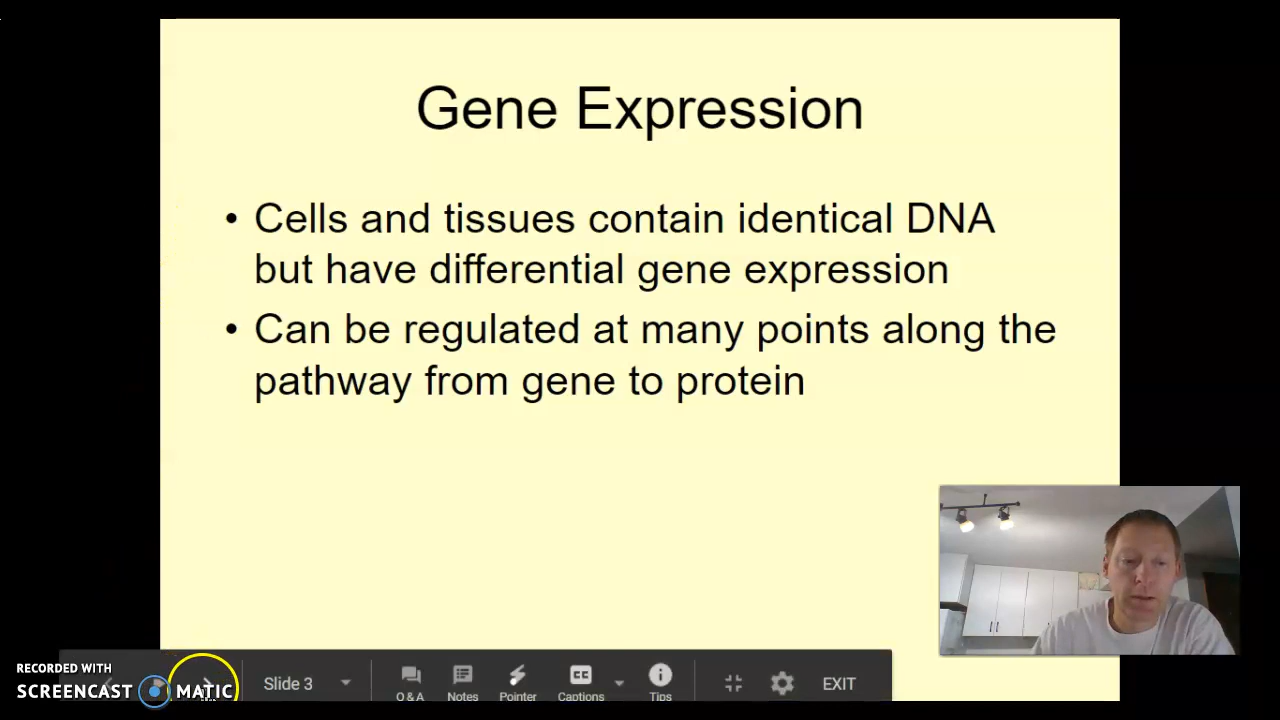 Gene Expression
• Cells and tissues contain identical DNA
but have differential gene expression
• Can be regulated at many points along the
pathway from gene to protein
RECORDED WITH
SCREENCAST MATIC
Slide 3
Q & A
Notes
Pointer
Captions
Tips
EXIT